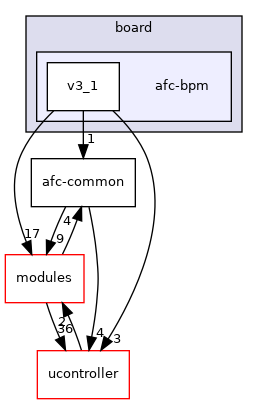 board
v3_1
afc-bpm
1
afc-common
17
4
9
modules
4
3
2
36
ucontroller